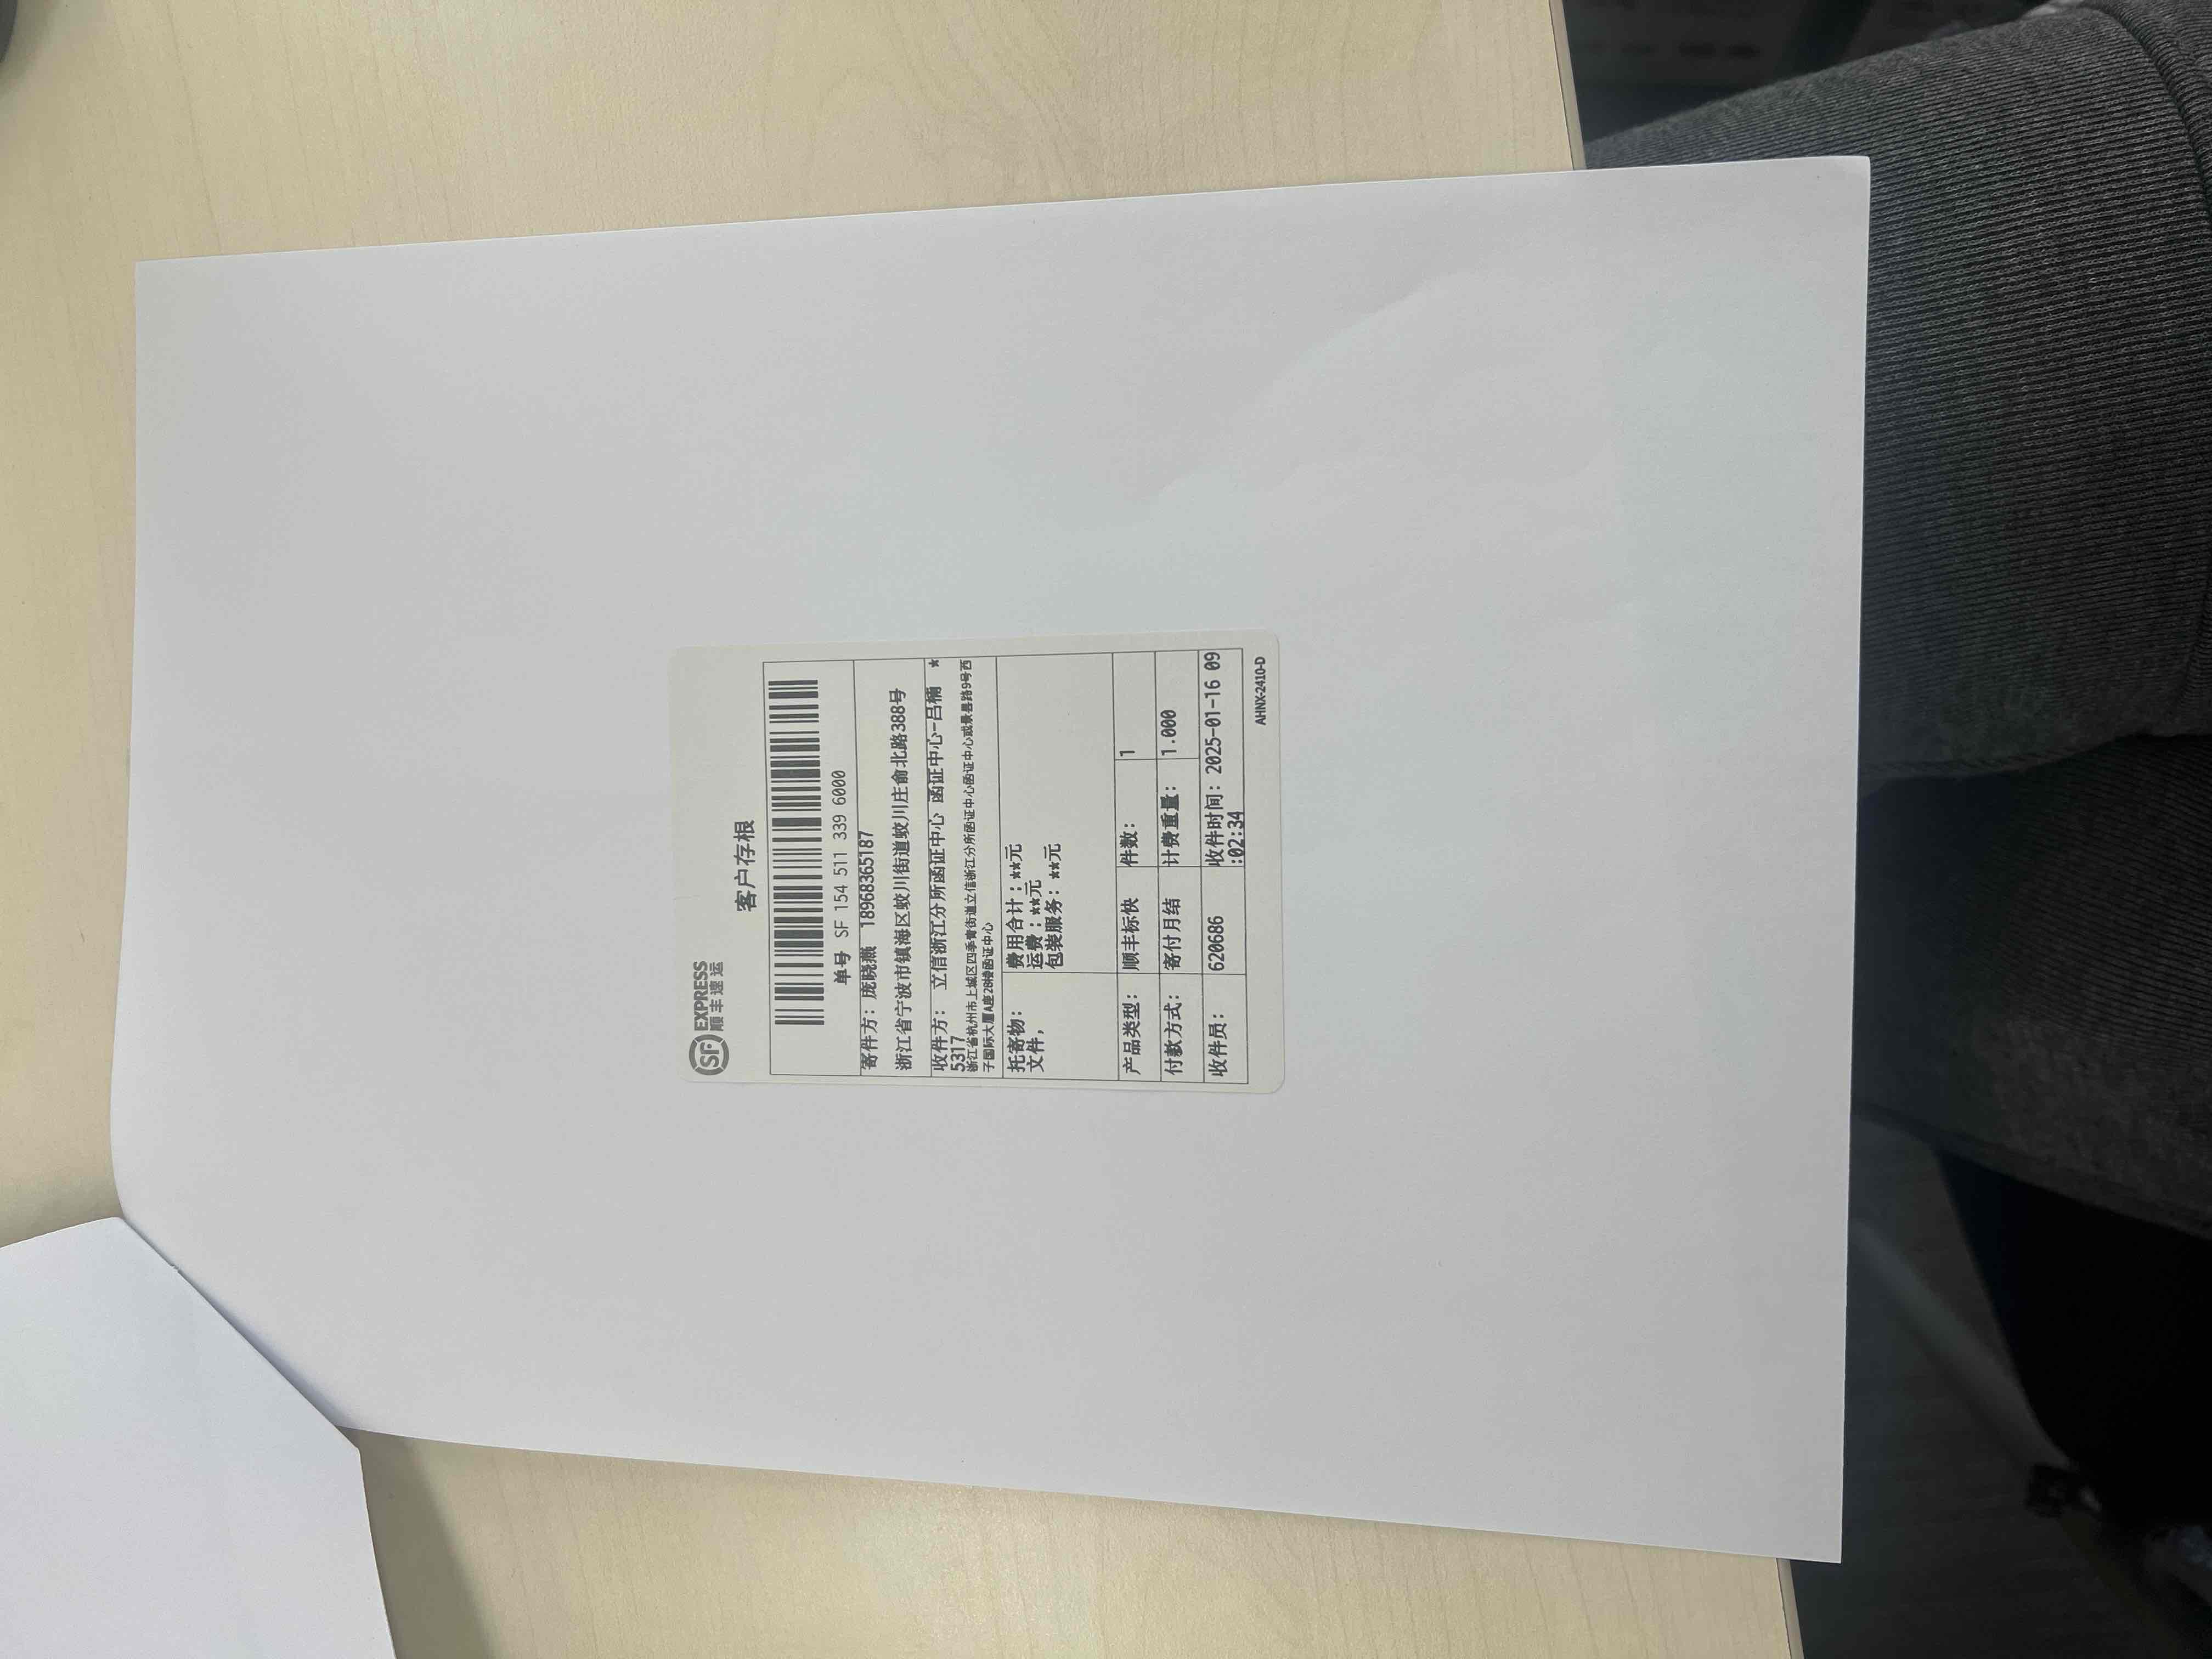 SF EXPRESS
顺丰速运
客户存根
单号 SF 154 511 339 6000
寄件方：庞晓燕 18968365187
浙江省宁波市镇海区蛟川街道蛟川庄俞北路388号
收件方： 立信浙江分所函证中心 函证中心-吕楠 *
5317
浙江省杭州市上城区四季青街道立信浙江分所函证中心函证中心或景昙路9号西
子国际大厦A座28楼函证中心
托寄物： 费用合计：**元
文件， 运费：**元
包装服务：**元
产品类型： 顺丰标快 件数： 1
付款方式： 寄付月结 计费重量： 1.000
收件员： 620686 收件时间：2025-01-16 09
:02:34
AHNX-2410-D